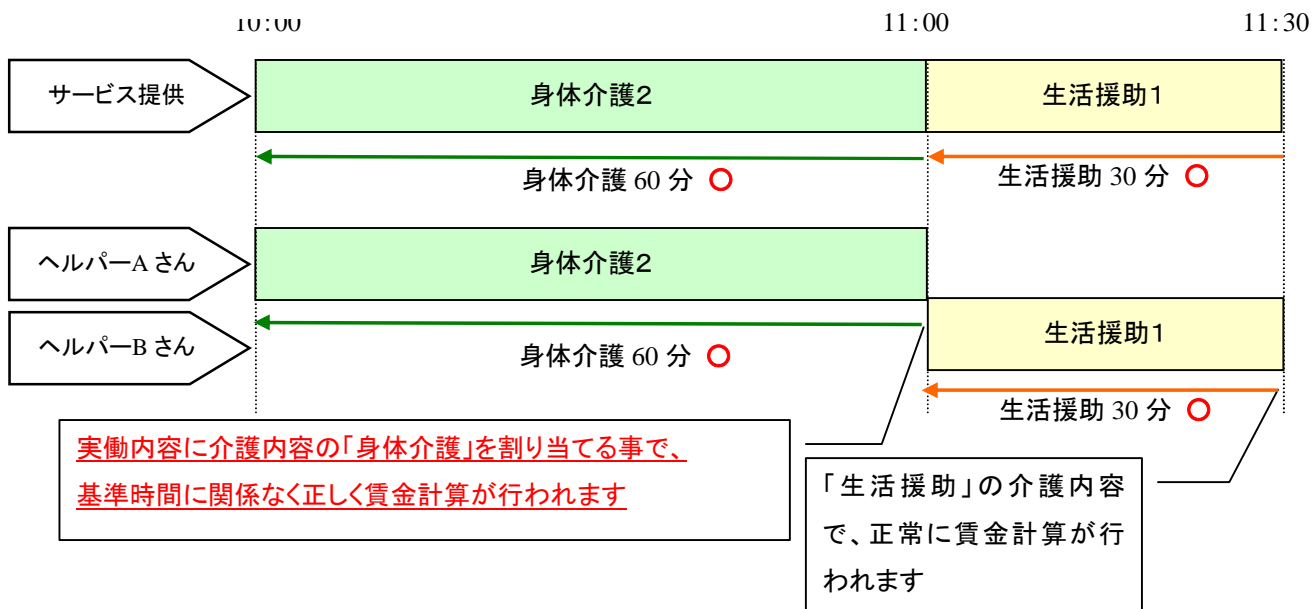 10:00 11:00 11:30
サービス提供 身体介護2 生活援助1
身体介護 60 分 生活援助 30 分
ヘルパーA さん 身体介護2
ヘルパーB さん 生活援助1
身体介護 60 分
生活援助 30 分
実働内容に介護内容の「身体介護」を割り当てる事で、
基準時間に関係なく正しく賃金計算が行われます
「生活援助」の介護内容
で、正常に賃金計算が行
われます